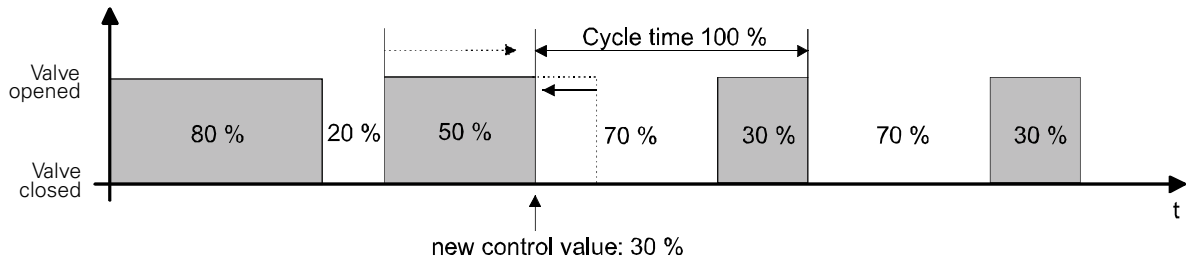 Cycle time 100 %
Valve
opened
80 %
20 %
50 %
70 %
30 %
70 %
30 %
Valve
closed
t
new control value: 30 %